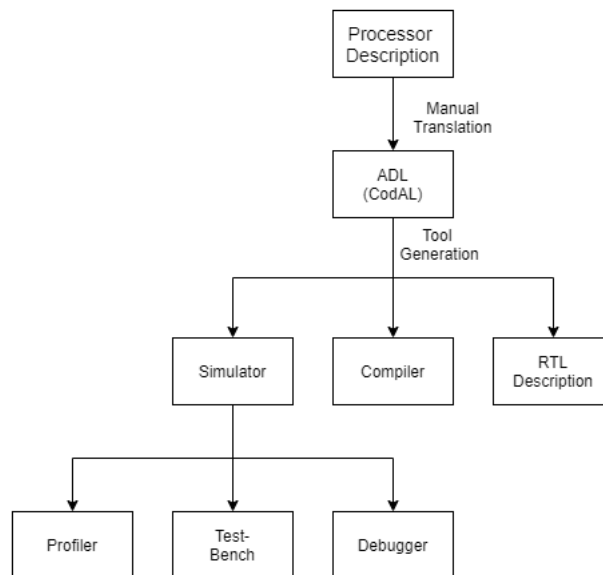 Processor
Description
Manual
Translation
ADL
(CodAL)
Tool
Generation
Simulator
Compiler
RTL
Description
Profiler
Test-
Bench
Debugger